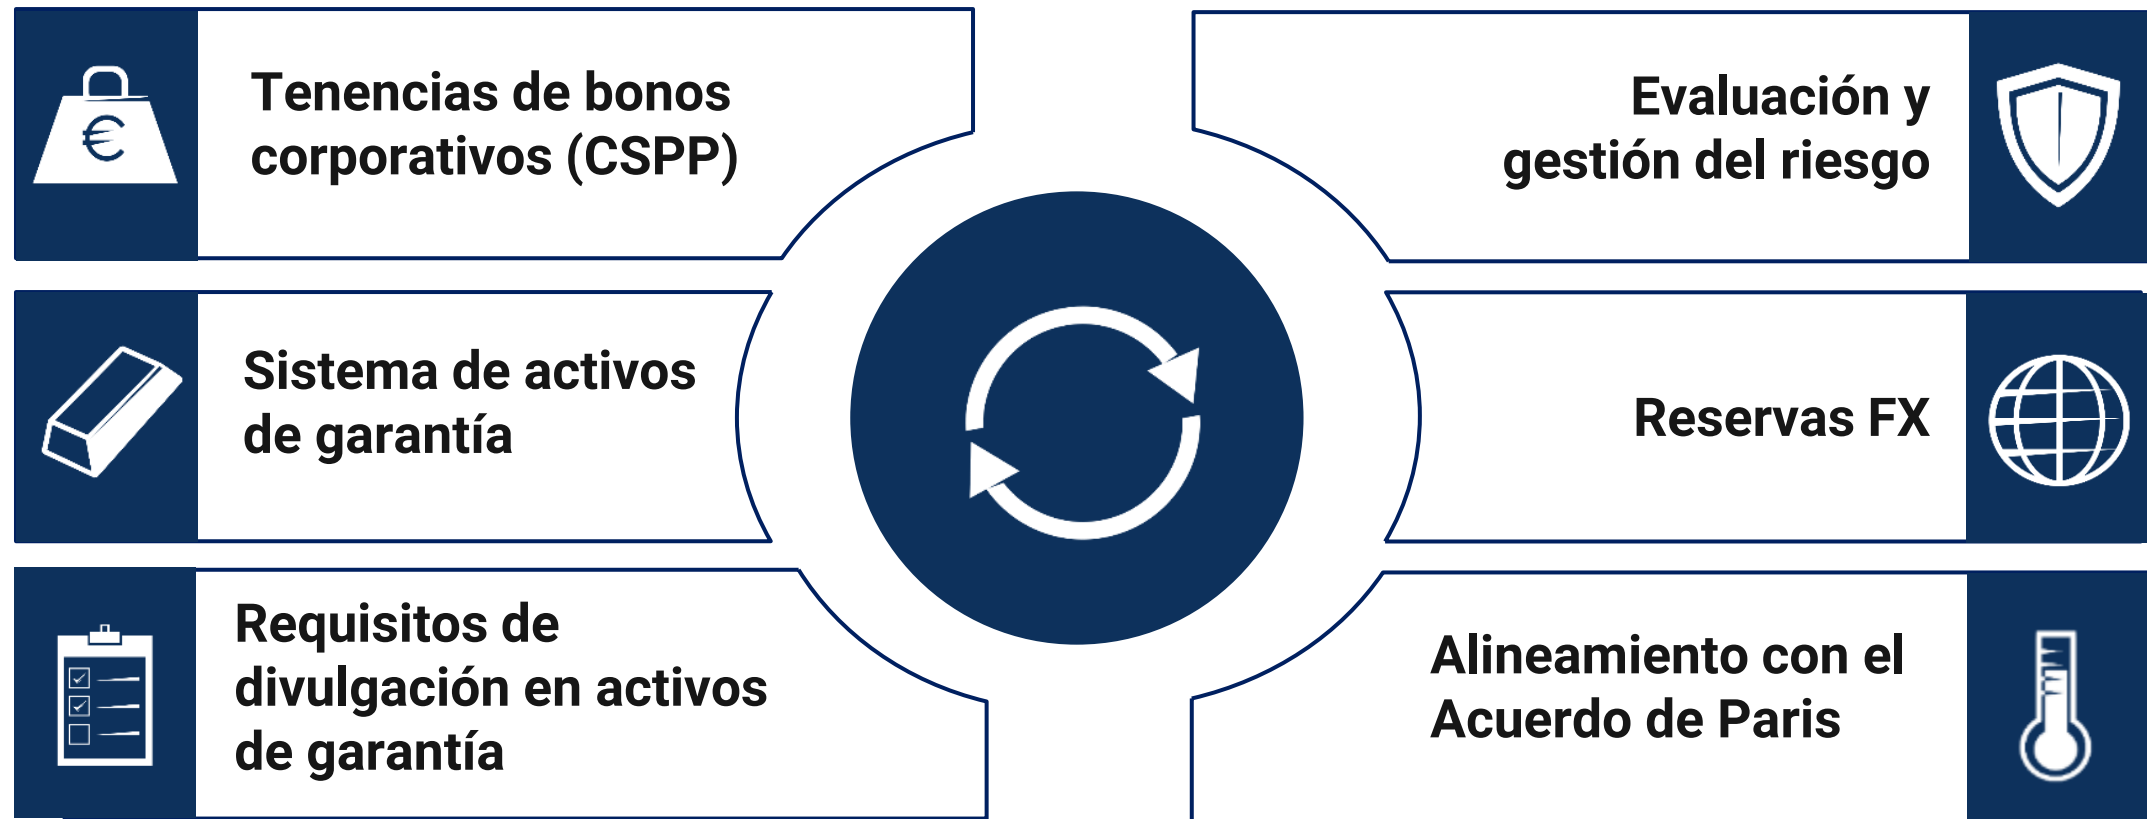 Tenencias de bonos
corporativos (CSPP)
Sistema de activos
de garantía
Requisitos de
divulgación en activos
de garantía
Evaluación y
gestión del riesgo
Reservas FX
Alineamiento con el
Acuerdo de Paris
€